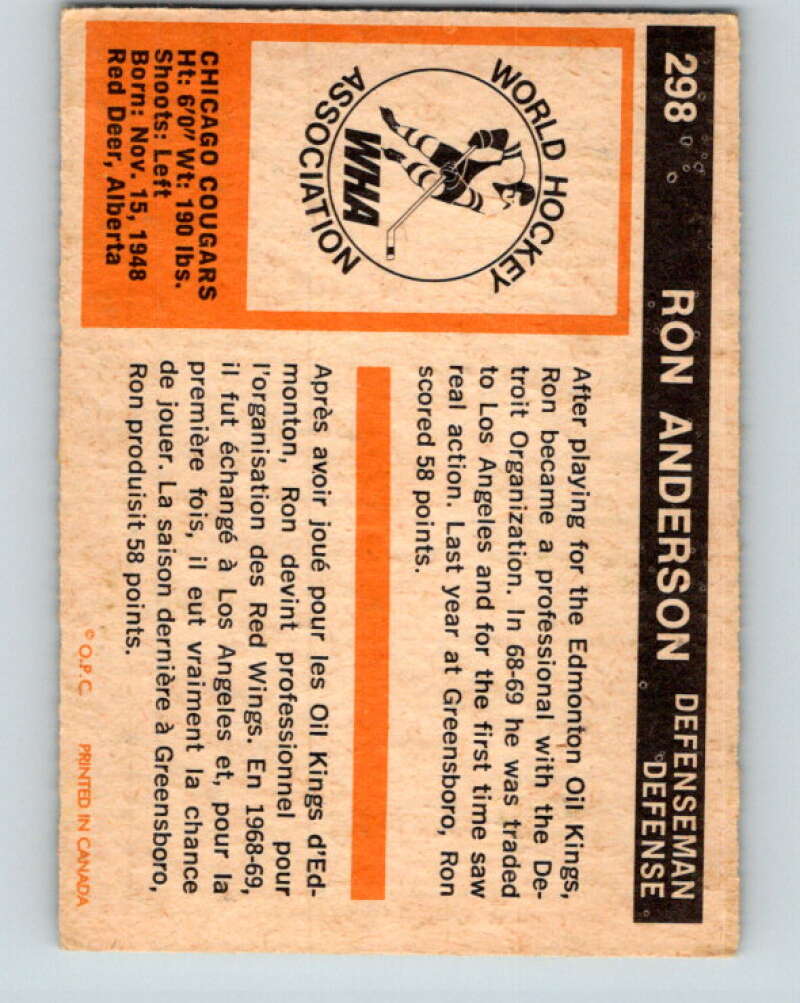 298 RON ANDERSON DEFENSEMAN
DEFENSE
WORLD HOCKEY
ASSOCIATION
WHA
CHICAGO COUGARS
Ht: 6'0" Wt: 190 lbs.
Shoots: Left
Born: Nov. 15, 1948
Red Deer, Alberta
After playing for the Edmonton Oil Kings,
Ron became a professional with the De-
troit Organization. In 68-69 he was traded
to Los Angeles and for the first time saw
real action. Last year at Greensboro, Ron
scored 58 points.
Après avoir joué pour les Oil Kings d'Ed-
monton, Ron devint professionnel pour
l'organisation des Red Wings. En 1968-69,
il fut échangé à Los Angeles et, pour la
première fois, il eut vraiment la chance
de jouer. La saison dernière à Greensboro,
Ron produisit 58 points.
© O.P.C. PRINTED IN CANADA